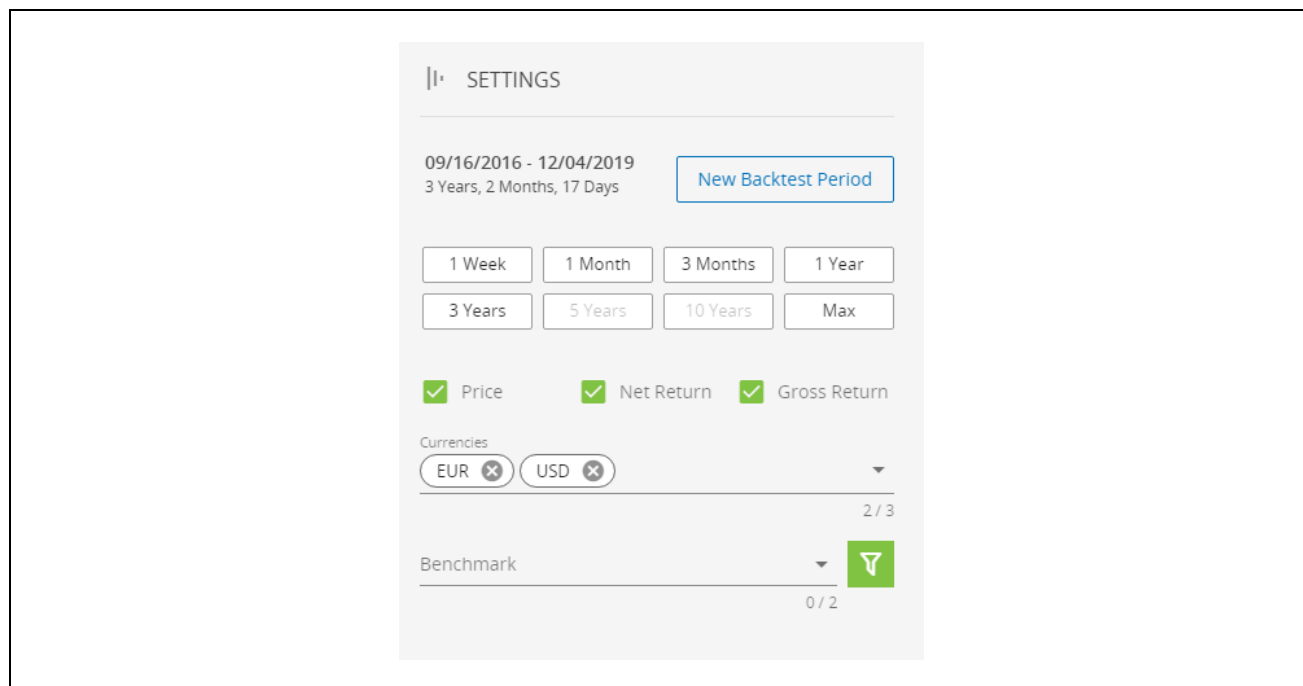 SETTINGS
09/16/2016 - 12/04/2019
3 Years, 2 Months, 17 Days
New Backtest Period
1 Week 1 Month 3 Months 1 Year
3 Years 5 Years 10 Years Max
Price Net Return Gross Return
Currencies
EUR USD
2 / 3
Benchmark
0 / 2